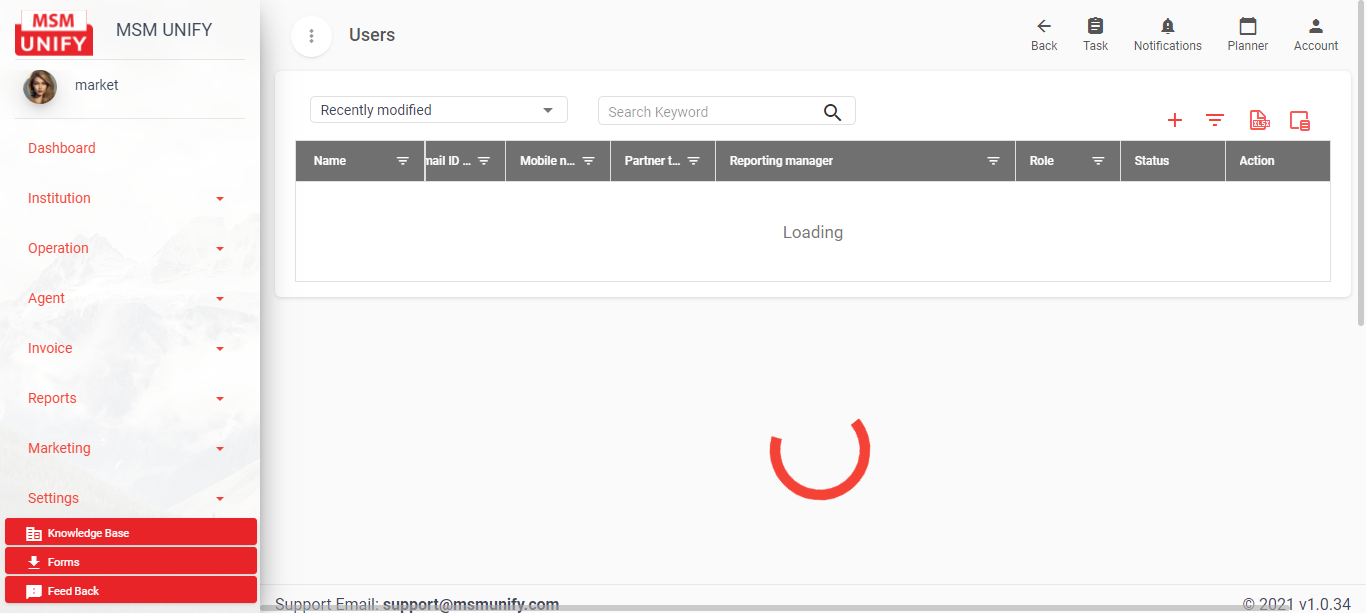 MSM
UNIFY
MSM UNIFY
market
Dashboard
Institution
Operation
Agent
Invoice
Reports
Marketing
Settings
Knowledge Base
Forms
Feed Back
Users
Back
Task
Notifications
Planner
Account
Recently modified
Search Keyword
XLSX
Name
mail ID ...
Mobile n...
Partner t...
Reporting manager
Role
Status
Action
Loading
Support Email: support@msmunify.com
© 2021 v1.0.34